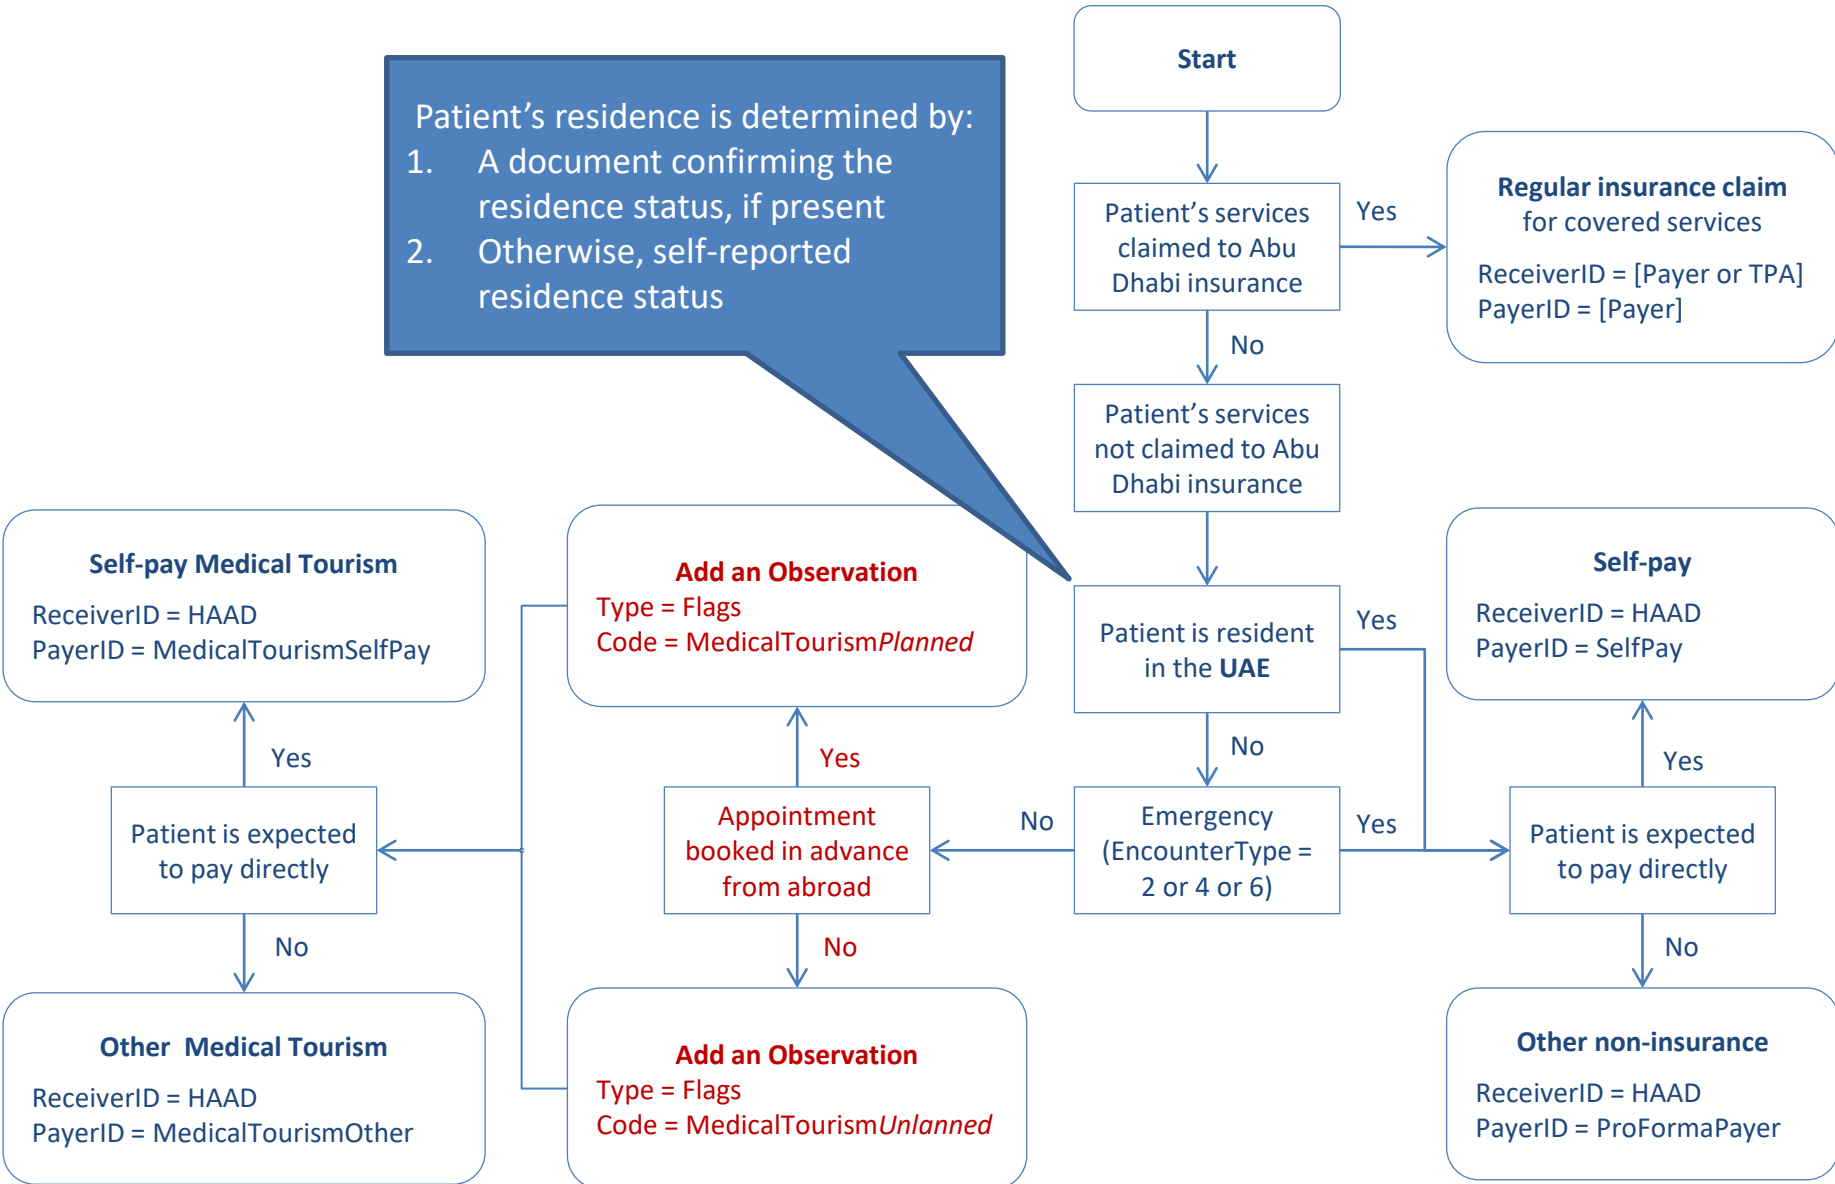 Start
Patient's residence is determined by:
1. A document confirming the
residence status, if present
2. Otherwise, self-reported
residence status
Patient's services
claimed to Abu
Dhabi insurance
Yes
Regular insurance claim
for covered services
ReceiverID = [Payer or TPA]
PayerID = [Payer]
No
Patient's services
not claimed to Abu
Dhabi insurance
Self-pay Medical Tourism
ReceiverID = HAAD
PayerID = MedicalTourismSelfPay
Add an Observation
Type = Flags
Code = MedicalTourismPlanned
Patient is resident
in the UAE
Yes
Self-pay
ReceiverID = HAAD
PayerID = SelfPay
Yes
Yes
No
Yes
Patient is expected
to pay directly
Appointment
booked in advance
from abroad
No
Emergency
(EncounterType =
2 or 4 or 6)
Yes
Patient is expected
to pay directly
No
No
No
Other  Medical Tourism
ReceiverID = HAAD
PayerID = MedicalTourismOther
Add an Observation
Type = Flags
Code = MedicalTourismUnlanned
Other non-insurance
ReceiverID = HAAD
PayerID = ProFormaPayer